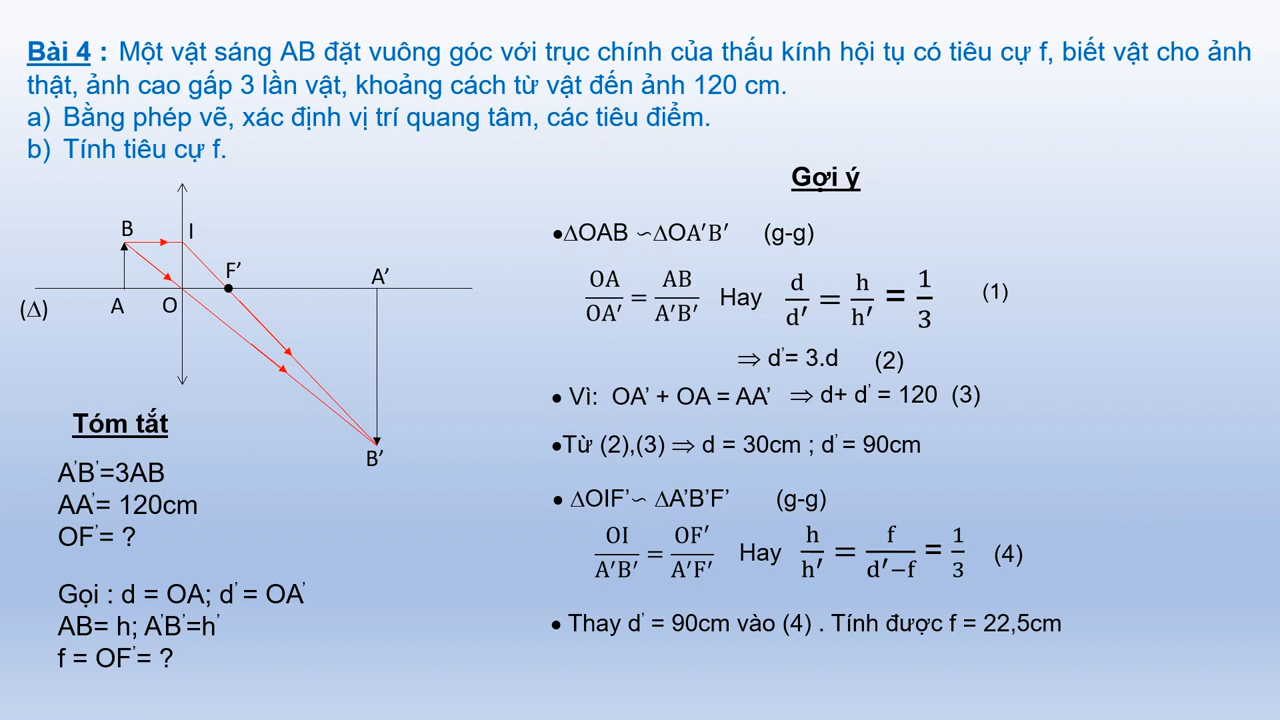 Bài 4 : Một vật sáng AB đặt vuông góc với trục chính của thấu kính hội tụ có tiêu cự f, biết vật cho ảnh
thật, ảnh cao gấp 3 lần vật, khoảng cách từ vật đến ảnh 120 cm.
a) Bằng phép vẽ, xác định vị trí quang tâm, các tiêu điểm.
b) Tính tiêu cự f.
B I
F’ A’
(∆) A O
B’
Tóm tắt
A’B’=3AB
AA’= 120cm
OF’= ?
Gọi : d = OA; d’ = OA’
AB= h; A’B’=h’
f = OF’= ?
Gợi ý
•∆OAB ∽∆OA′B′ (g-g)
OA/OA′ = AB/A′B′ Hay d/d′ = h/h′ = 1/3 (1)
⇒ d’= 3.d (2)
• Vì: OA’ + OA = AA’ ⇒ d+ d’ = 120 (3)
•Từ (2),(3) ⇒ d = 30cm ; d’ = 90cm
• ∆OIF’∽ ∆A’B’F’ (g-g)
OI/A′B′ = OF′/A′F′ Hay h/h′ = f/d′−f = 1/3 (4)
• Thay d’ = 90cm vào (4) . Tính được f = 22,5cm